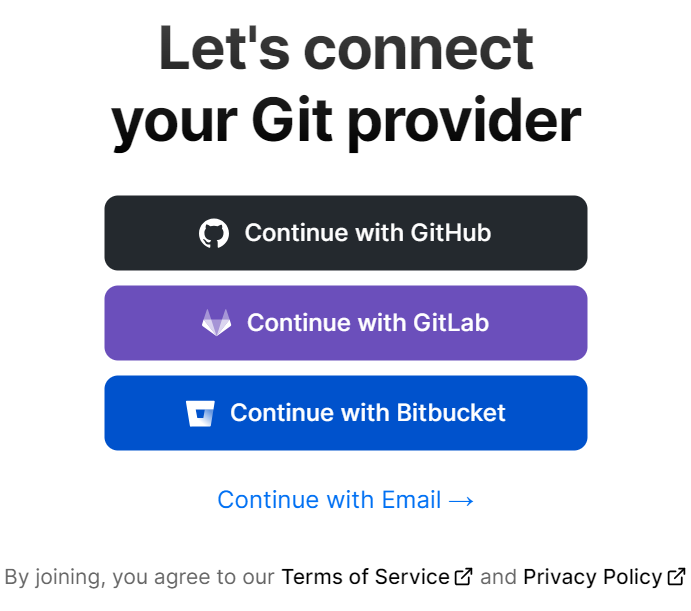 Let's connect
your Git provider
Continue with GitHub
Continue with GitLab
Continue with Bitbucket
Continue with Email →
By joining, you agree to our Terms of Service and Privacy Policy